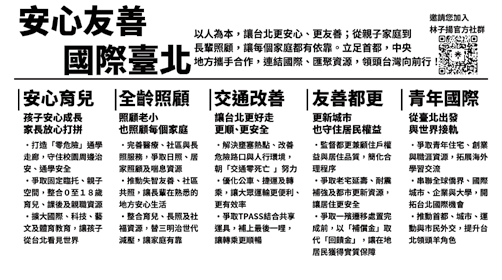 安心友善
國際臺北
以人為本，讓台北更安心、更友善；從親子家庭到
長輩照顧，讓每個家庭都有依靠。立足首都，中央
地方攜手合作，連結國際、匯聚資源，領頭台灣向前行！
邀請您加入
林子揚官方社群
安心育兒
孩子安心成長
家長放心打拼
・打造「零危險」通學
走廊，守住校園周邊治
安、通學安全
・爭取固定臨托、親子
空間，整合0至18歲
育兒、課後及親職資源
・擴大國際、科技、藝
文及體育教育，讓孩子
從台北看見世界
全齡照顧
照顧老小
也照顧每個家庭
・完善醫療、社區與長
照服務，爭取日照、居
家照顧及喘息資源
・推動失智友善、社區
共照，讓長輩在熟悉的
地方安心生活
・整合育兒、長照及社
福資源，替三明治世代
減壓，讓家庭有靠
交通改善
讓台北更好走
更順、更安全
・解決壅塞熱點、改善
危險路口與人行環境，
朝「交通零死亡」努力
・優化公車、捷運及轉
乘，讓大眾運輸更便利、
更有效率
・爭取TPASS結合共享
運具，補上最後一哩，
讓轉乘更順暢
友善都更
更新城市
也守住居民權益
・監督都更兼顧住戶權
益與居住品質，簡化合
理程序
・爭取老宅延壽、耐震
補強及都市更新資源，
讓居住更安全
・爭取一殯遷移處置完
成前，以「補償金」取
代「回饋金」，讓在地
居民獲得實質保障
青年國際
從臺北出發
與世界接軌
・爭取青年住宅、創業
與職涯資源，拓展海外
學習交流
・串聯全球僑界、國際
城市、企業與大學，開
拓台北國際機會
・推動首都、城市、運
動與市民外交，提升台
北領頭羊角色